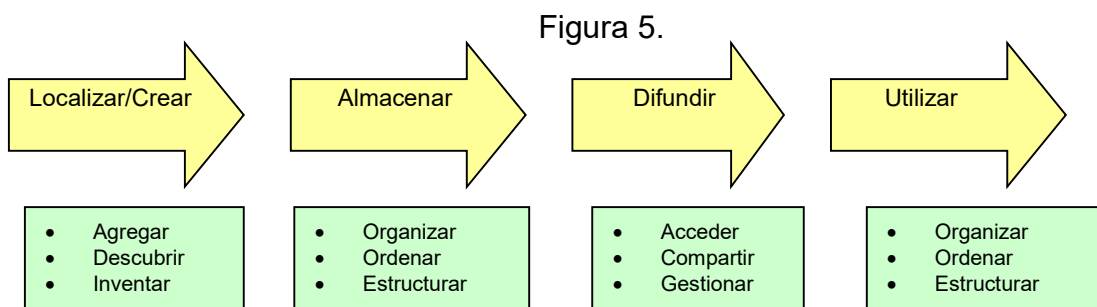 Figura 5.
Localizar/Crear
Almacenar
Difundir
Utilizar
• Agregar
• Descubrir
• Inventar
• Organizar
• Ordenar
• Estructurar
• Acceder
• Compartir
• Gestionar
• Organizar
• Ordenar
• Estructurar